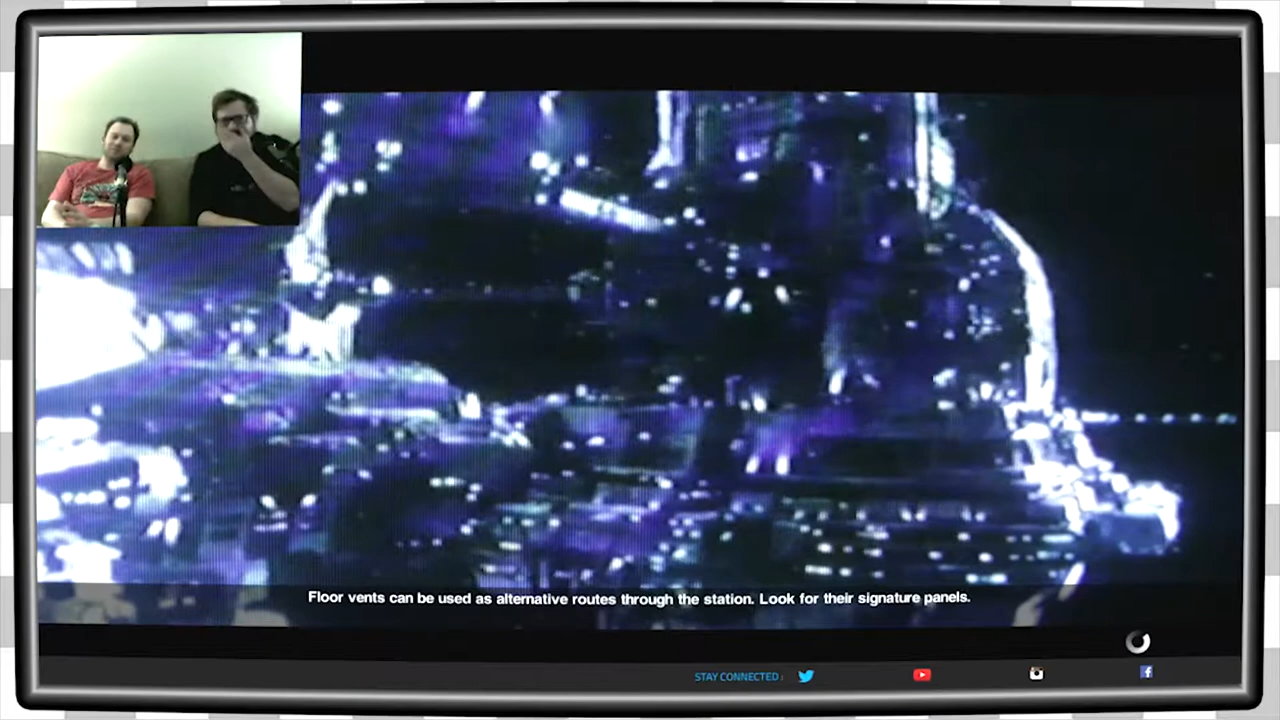 Floor vents can be used as alternative routes through the station. Look for their signature panels.
STAY CONNECTED :